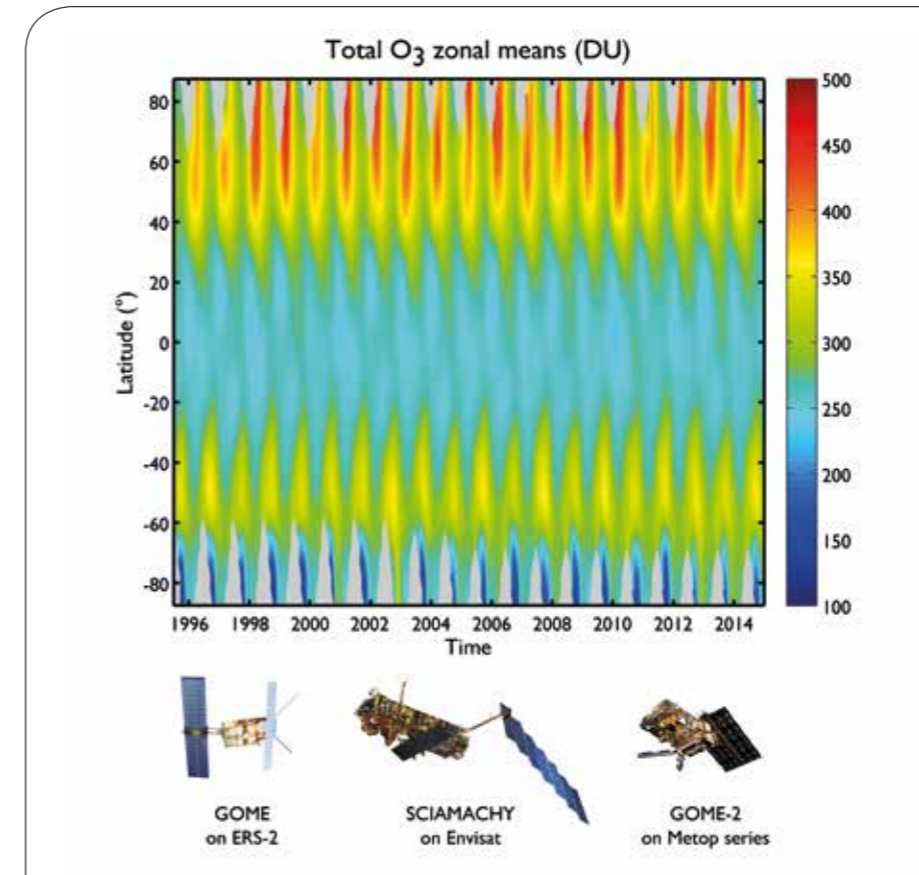 Total O3 zonal means (DU)
80
60
40
20
0
-20
-40
-60
-80
Latitude (°)
1996 1998 2000 2002 2004 2006 2008 2010 2012 2014
Time
500
450
400
350
300
250
200
150
100
GOME
on ERS-2
SCIAMACHY
on Envisat
GOME-2
on Metop series